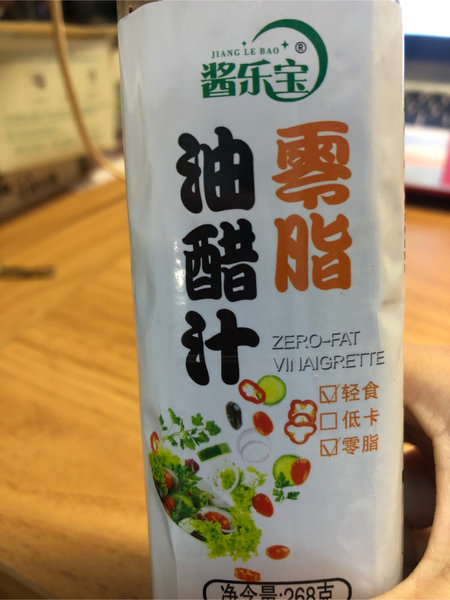 JIANG LE BAO
酱乐宝®
零脂
油醋汁
ZERO-FAT
VINAIGRETTE
☑轻食
☐低卡
☑零脂
净含量:268克